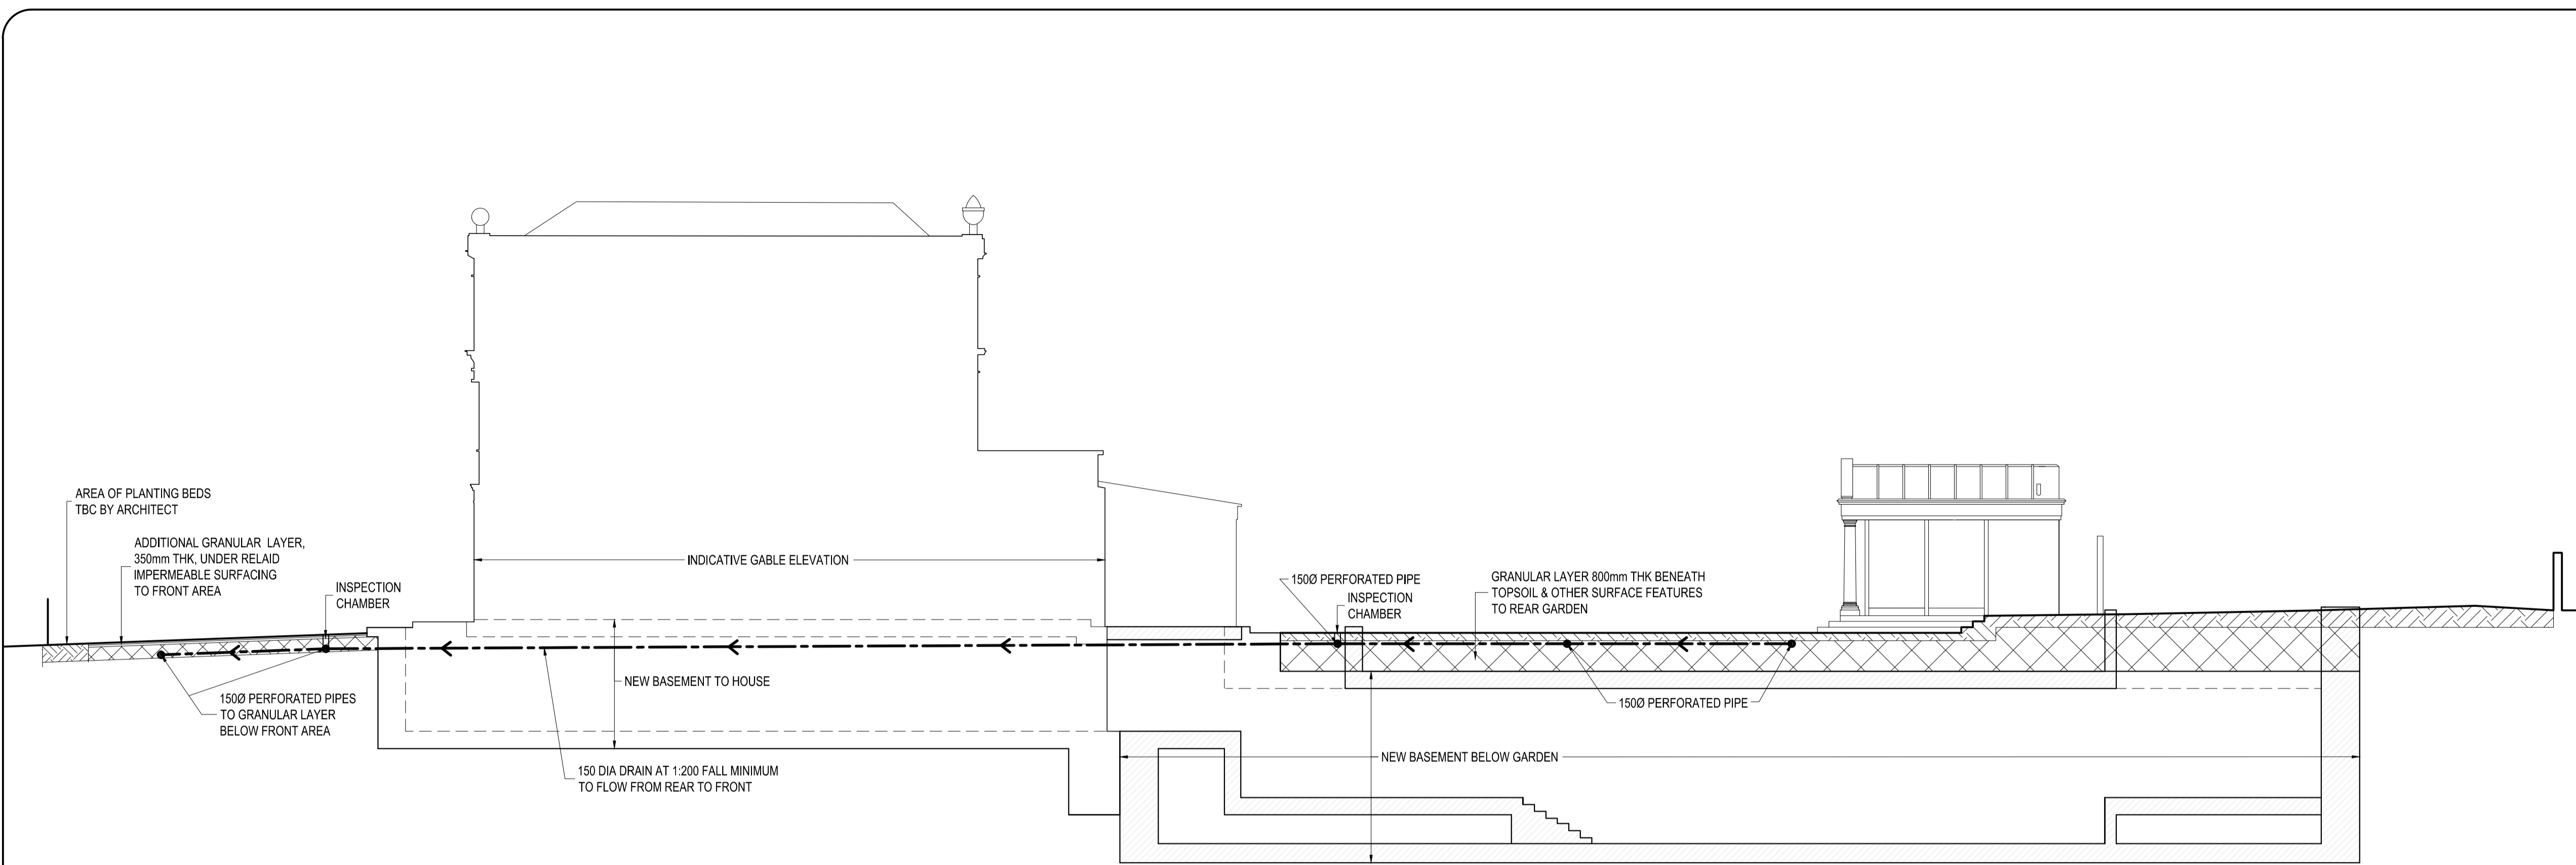 AREA OF PLANTING BEDS
TBC BY ARCHITECT
ADDITIONAL GRANULAR LAYER,
350mm THK, UNDER RELAID
IMPERMEABLE SURFACING
TO FRONT AREA
INSPECTION
CHAMBER
INDICATIVE GABLE ELEVATION
150Ø PERFORATED PIPE
INSPECTION
CHAMBER
GRANULAR LAYER 800mm THK BENEATH
TOPSOIL & OTHER SURFACE FEATURES
TO REAR GARDEN
150Ø PERFORATED PIPES
TO GRANULAR LAYER
BELOW FRONT AREA
NEW BASEMENT TO HOUSE
150Ø PERFORATED PIPE
150 DIA DRAIN AT 1:200 FALL MINIMUM
TO FLOW FROM REAR TO FRONT
NEW BASEMENT BELOW GARDEN